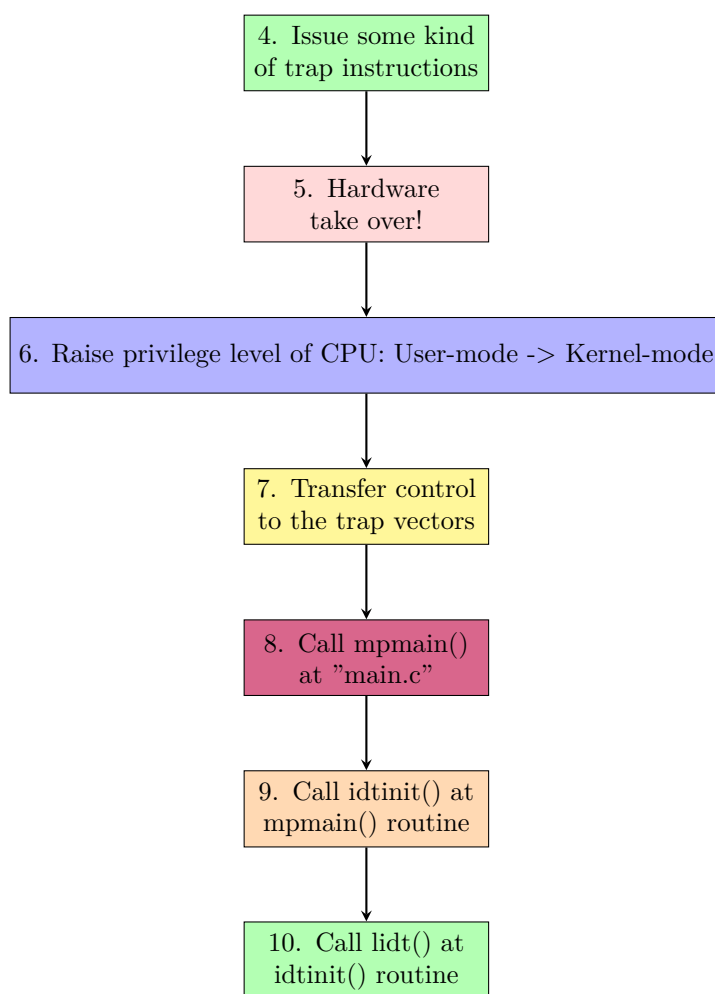 4. Issue some kind
of trap instructions
5. Hardware
take over!
6. Raise privilege level of CPU: User-mode -> Kernel-mode
7. Transfer control
to the trap vectors
8. Call mpmain()
at ”main.c”
9. Call idtinit() at
mpmain() routine
10. Call lidt() at
idtinit() routine